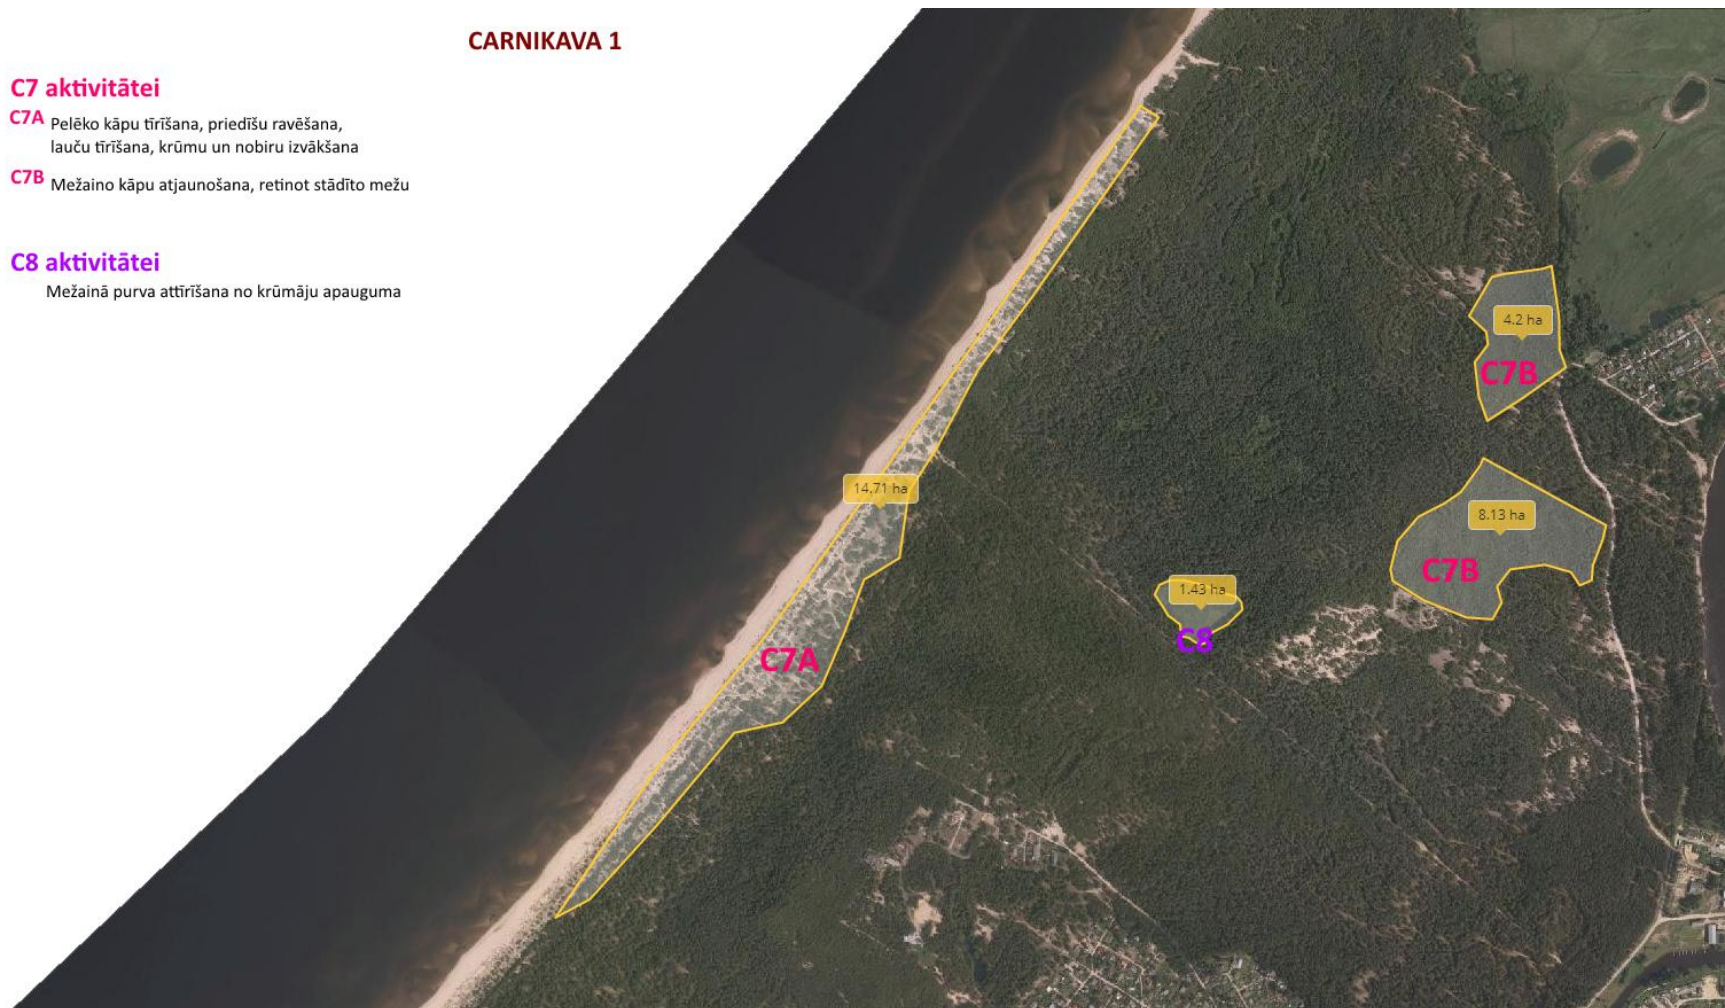 CARNIKAVA 1
C7 aktivitātei
C7A Pelēko kāpu tīrīšana, priedīšu ravēšana,
lauču tīrīšana, krūmu un nobiru izvākšana
C7B Mežaino kāpu atjaunošana, retinot stādīto mežu
C8 aktivitātei
Mežainā purva attīrīšana no krūmāju apauguma
4.2 ha
C7B
14.71 ha
8.13 ha
C7B
1.43 ha
C8
C7A